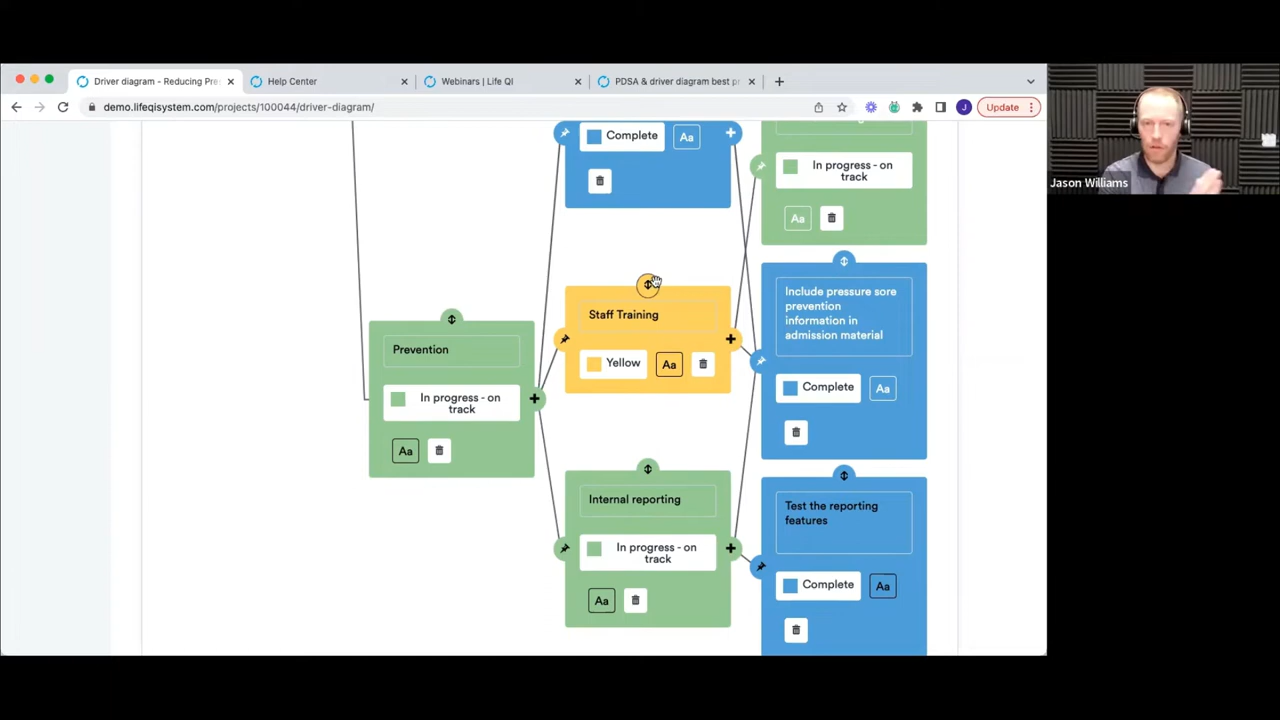 Driver diagram - Reducing Pre
Help Center
Webinars | Life QI
PDSA & driver diagram best pr
demo.lifeqisystem.com/projects/100044/driver-diagram/
J
Update
Jason Williams
Complete
Aa
In progress - on
track
Aa
Include pressure sore
prevention
information in
admission material
Staff Training
Prevention
Yellow
Aa
Complete
Aa
In progress - on
track
Aa
Internal reporting
Test the reporting
features
In progress - on
track
Complete
Aa
Aa